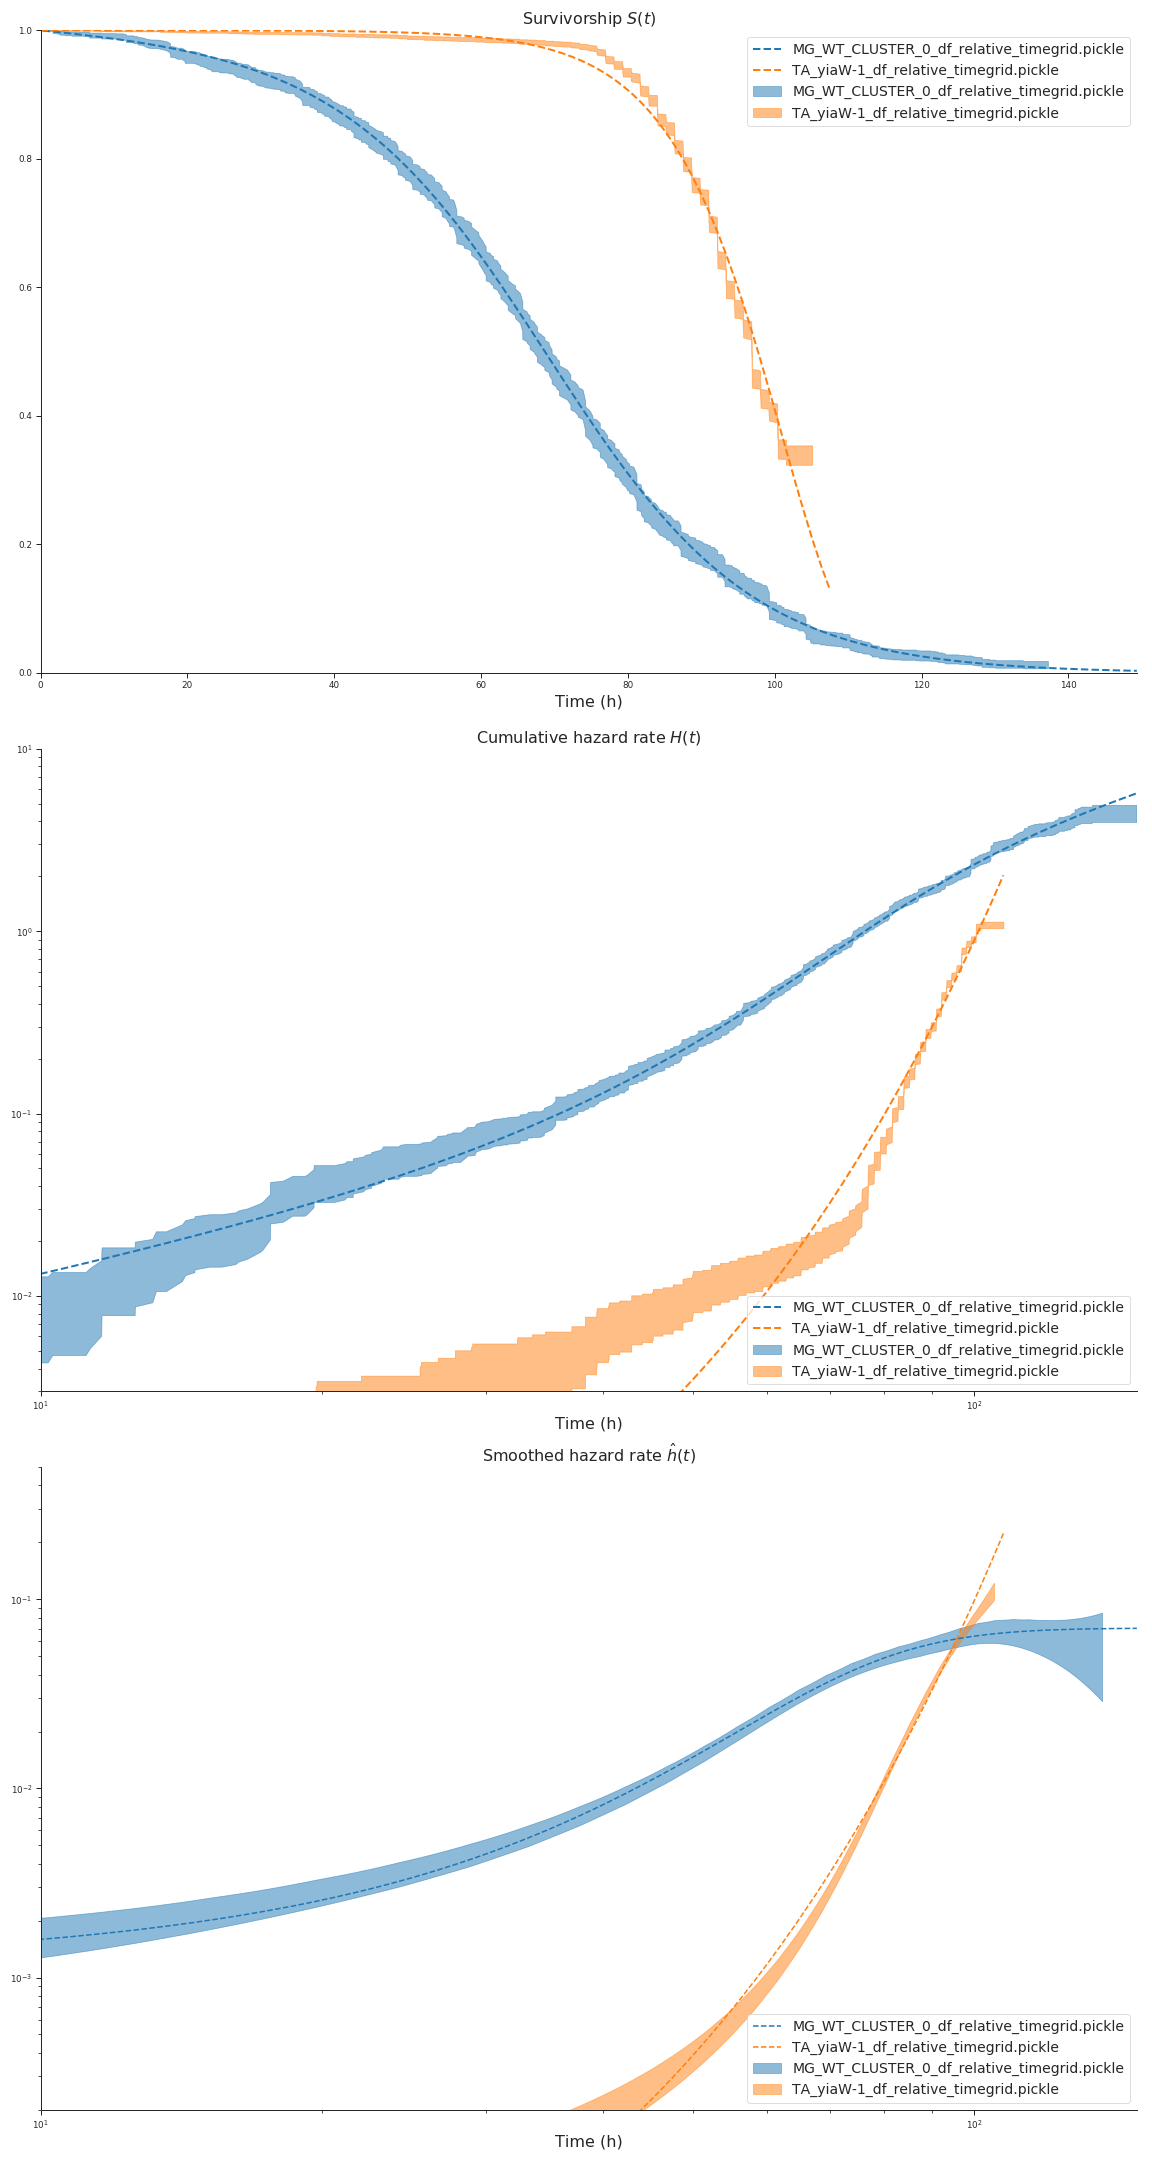 Survivorship S(t)
1.0
0.8
0.6
0.4
0.2
0.0
MG_WT_CLUSTER_0_df_relative_timegrid.pickle
TA_yiaW-1_df_relative_timegrid.pickle
MG_WT_CLUSTER_0_df_relative_timegrid.pickle
TA_yiaW-1_df_relative_timegrid.pickle
0 20 40 60 80 100 120 140
Time (h)
Cumulative hazard rate H(t)
10¹
10⁰
10⁻¹
10⁻²
MG_WT_CLUSTER_0_df_relative_timegrid.pickle
TA_yiaW-1_df_relative_timegrid.pickle
MG_WT_CLUSTER_0_df_relative_timegrid.pickle
TA_yiaW-1_df_relative_timegrid.pickle
10¹ 10²
Time (h)
Smoothed hazard rate ĥ(t)
10⁻¹
10⁻²
10⁻³
MG_WT_CLUSTER_0_df_relative_timegrid.pickle
TA_yiaW-1_df_relative_timegrid.pickle
MG_WT_CLUSTER_0_df_relative_timegrid.pickle
TA_yiaW-1_df_relative_timegrid.pickle
10¹ 10²
Time (h)